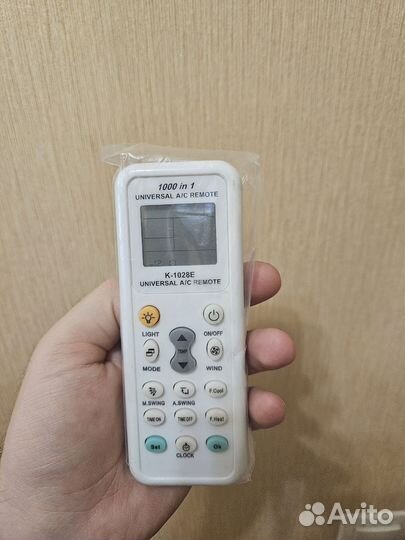 1000 in 1
UNIVERSAL A/C REMOTE
K-1028E
UNIVERSAL A/C REMOTE
LIGHT
ON/OFF
TEMP
MODE
WIND
F.Cool
M.SWING
A.SWING
TIME ON
TIME OFF
F.Heat
Set
Ok
CLOCK
Avito